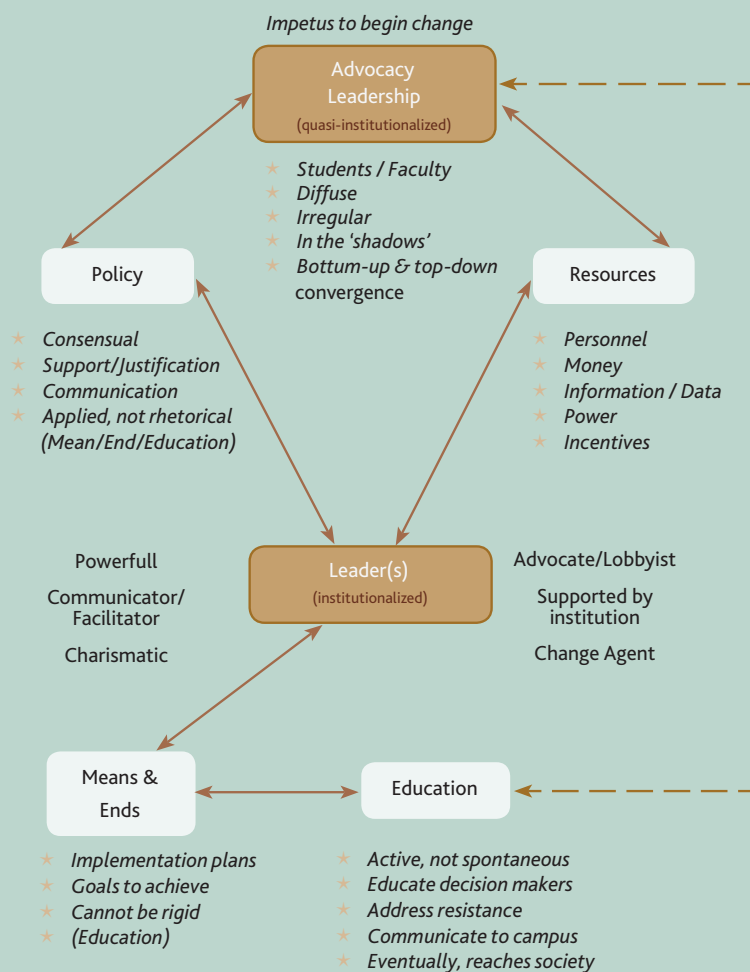 Impetus to begin change
Advocacy
Leadership
(quasi-institutionalized)
Students / Faculty
Diffuse
Irregular
In the ‘shadows’
Bottum-up & top-down
convergence
Policy
Consensual
Support/Justification
Communication
Applied, not rhetorical
(Mean/End/Education)
Resources
Personnel
Money
Information / Data
Power
Incentives
Powerfull
Communicator/
Facilitator
Charismatic
Leader(s)
(institutionalized)
Advocate/Lobbyist
Supported by
institution
Change Agent
Means &
Ends
Implementation plans
Goals to achieve
Cannot be rigid
(Education)
Education
Active, not spontaneous
Educate decision makers
Address resistance
Communicate to campus
Eventually, reaches society